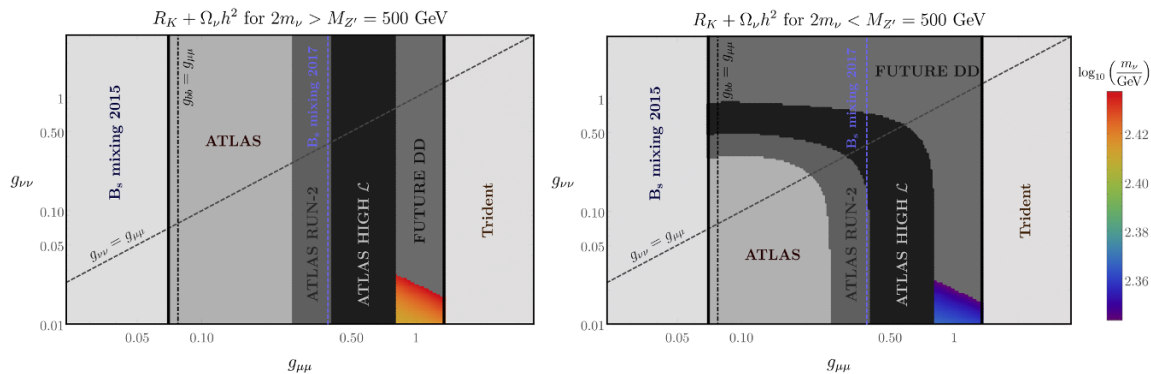 R_K + Ω_νh² for 2m_ν > M_Z′ = 500 GeV
B_s mixing 2015
g_bb = g_μμ
ATLAS
B_s mixing 2017
ATLAS RUN-2
ATLAS HIGH ℒ
FUTURE DD
Trident
g_νν = g_μμ
g_νν
1
0.50
0.10
0.05
0.01
0.05
0.10
0.50
1
g_μμ
R_K + Ω_νh² for 2m_ν < M_Z′ = 500 GeV
B_s mixing 2015
g_bb = g_μμ
B_s mixing 2017
FUTURE DD
ATLAS
ATLAS RUN-2
ATLAS HIGH ℒ
Trident
g_νν = g_μμ
g_νν
1
0.50
0.10
0.05
0.01
0.05
0.10
0.50
1
g_μμ
log₁₀(m_ν/GeV)
2.42
2.40
2.38
2.36